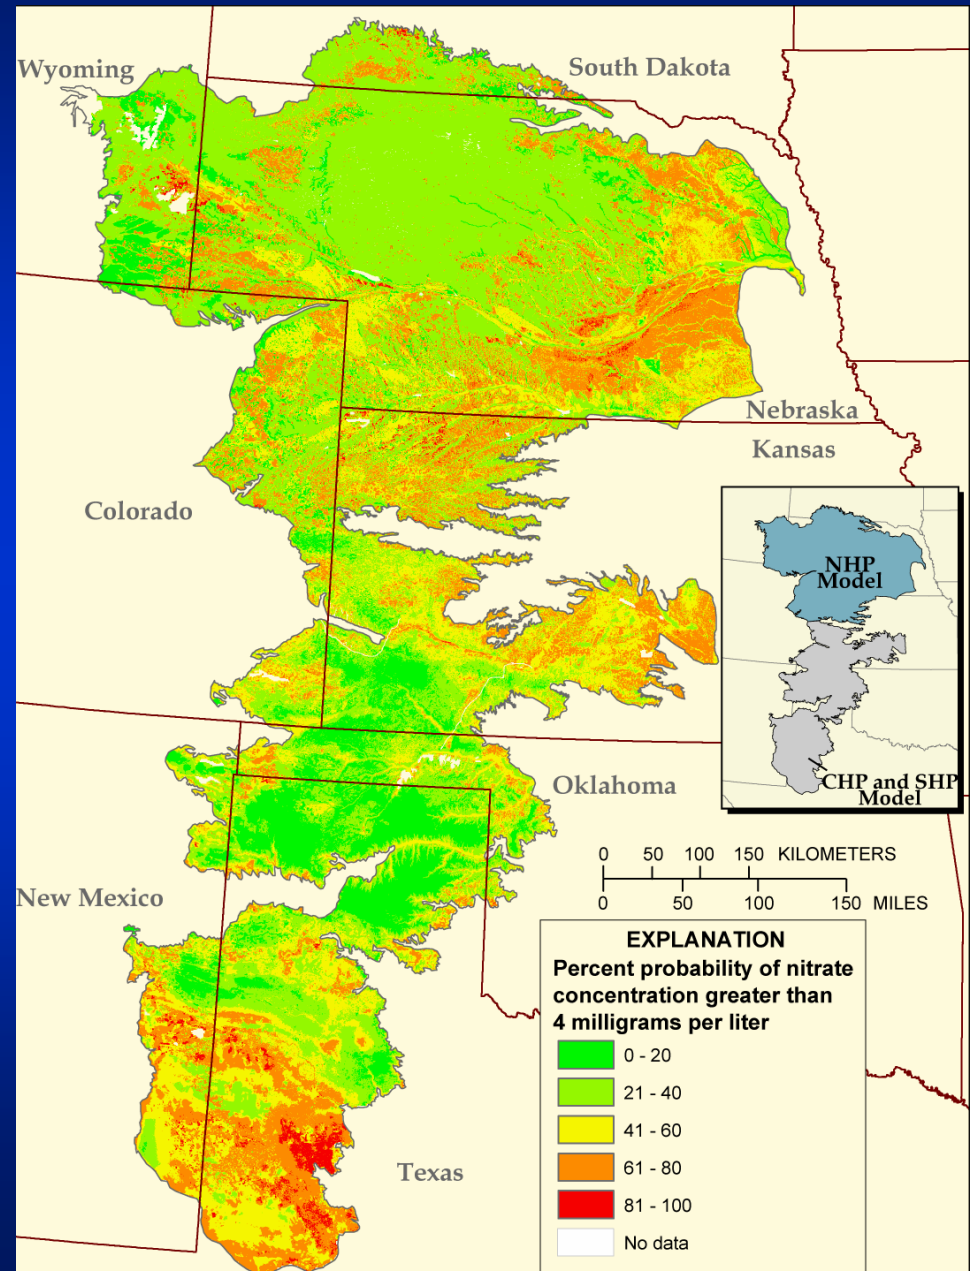 Wyoming
South Dakota
Nebraska
Kansas
Colorado
NHP
Model
CHP and SHP
Model
Oklahoma
New Mexico
Texas
0 50 100 150 KILOMETERS
0 50 100 150 MILES
EXPLANATION
Percent probability of nitrate
concentration greater than
4 milligrams per liter
0 - 20
21 - 40
41 - 60
61 - 80
81 - 100
No data